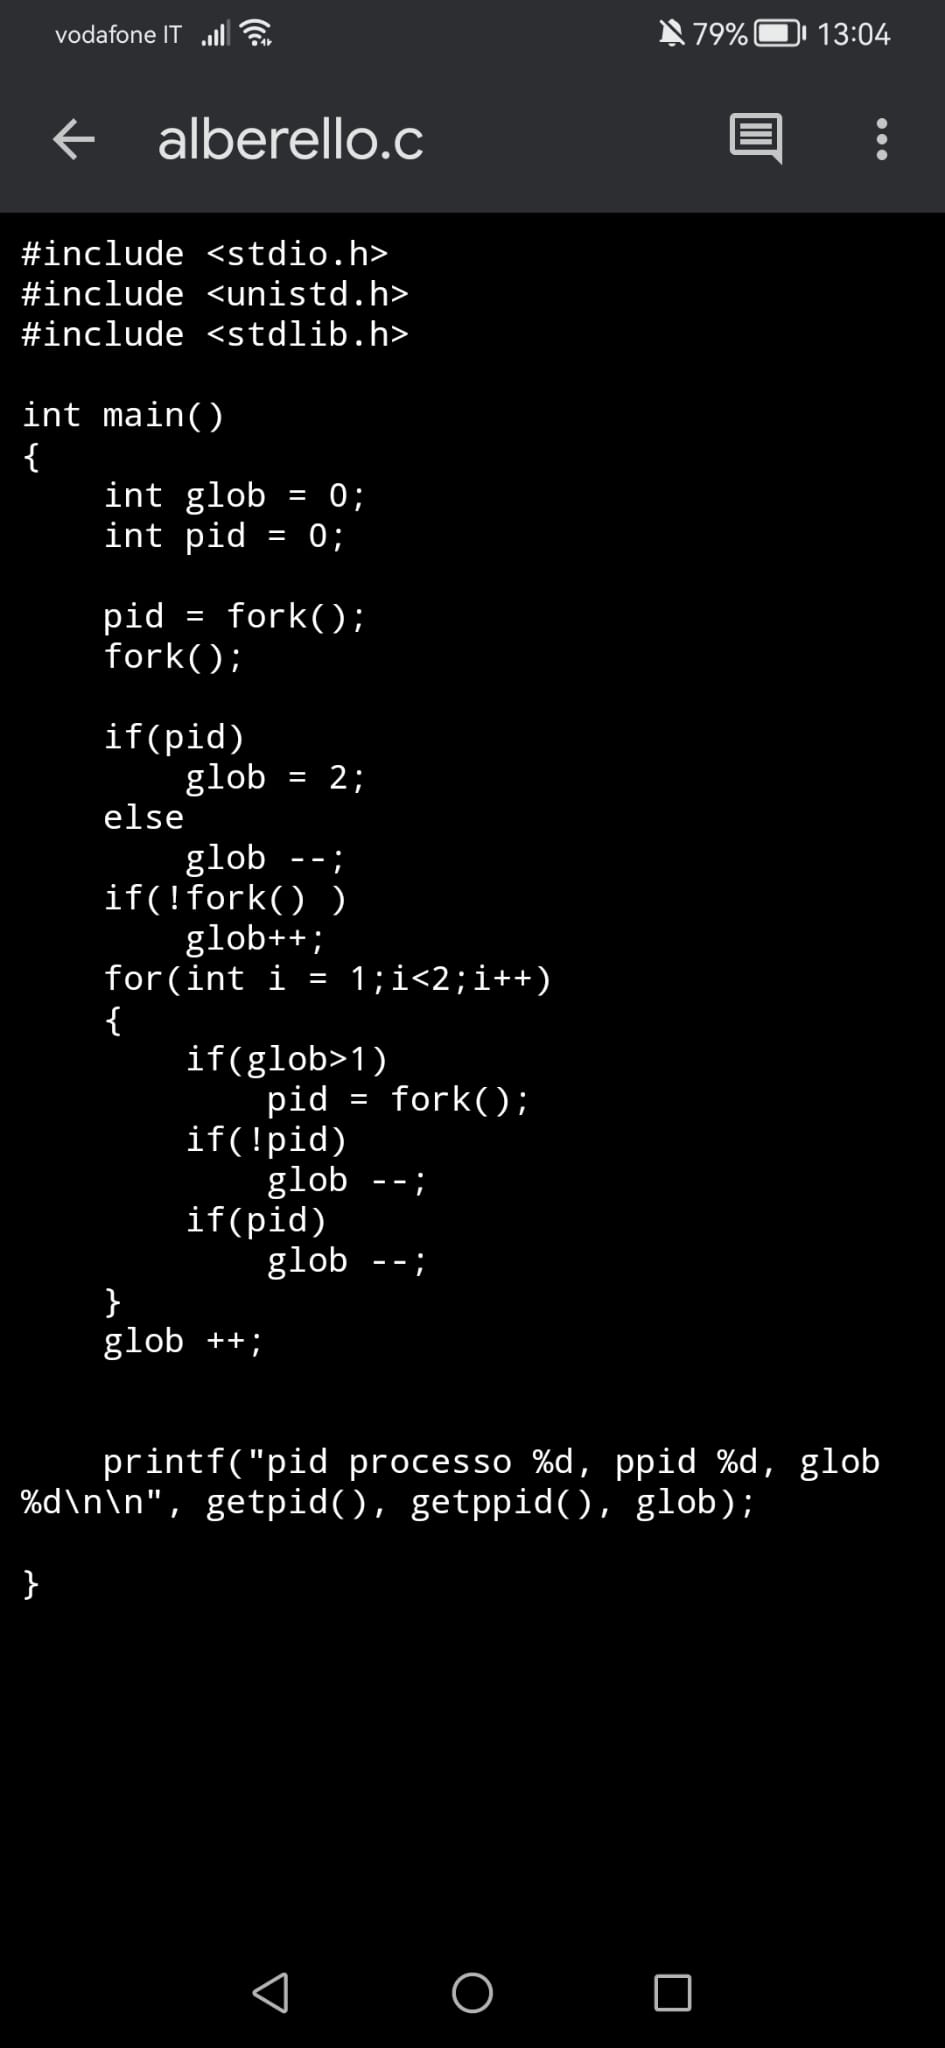 vodafone IT 79% 13:04
alberello.c
#include <stdio.h>
#include <unistd.h>
#include <stdlib.h>
int main()
{
    int glob = 0;
    int pid = 0;
    pid = fork();
    fork();
    if(pid)
        glob = 2;
    else
        glob --;
    if(!fork() )
        glob++;
    for(int i = 1;i<2;i++)
    {
        if(glob>1)
            pid = fork();
        if(!pid)
            glob --;
        if(pid)
            glob --;
    }
    glob ++;
    printf("pid processo %d, ppid %d, glob
%d\n\n", getpid(), getppid(), glob);
}